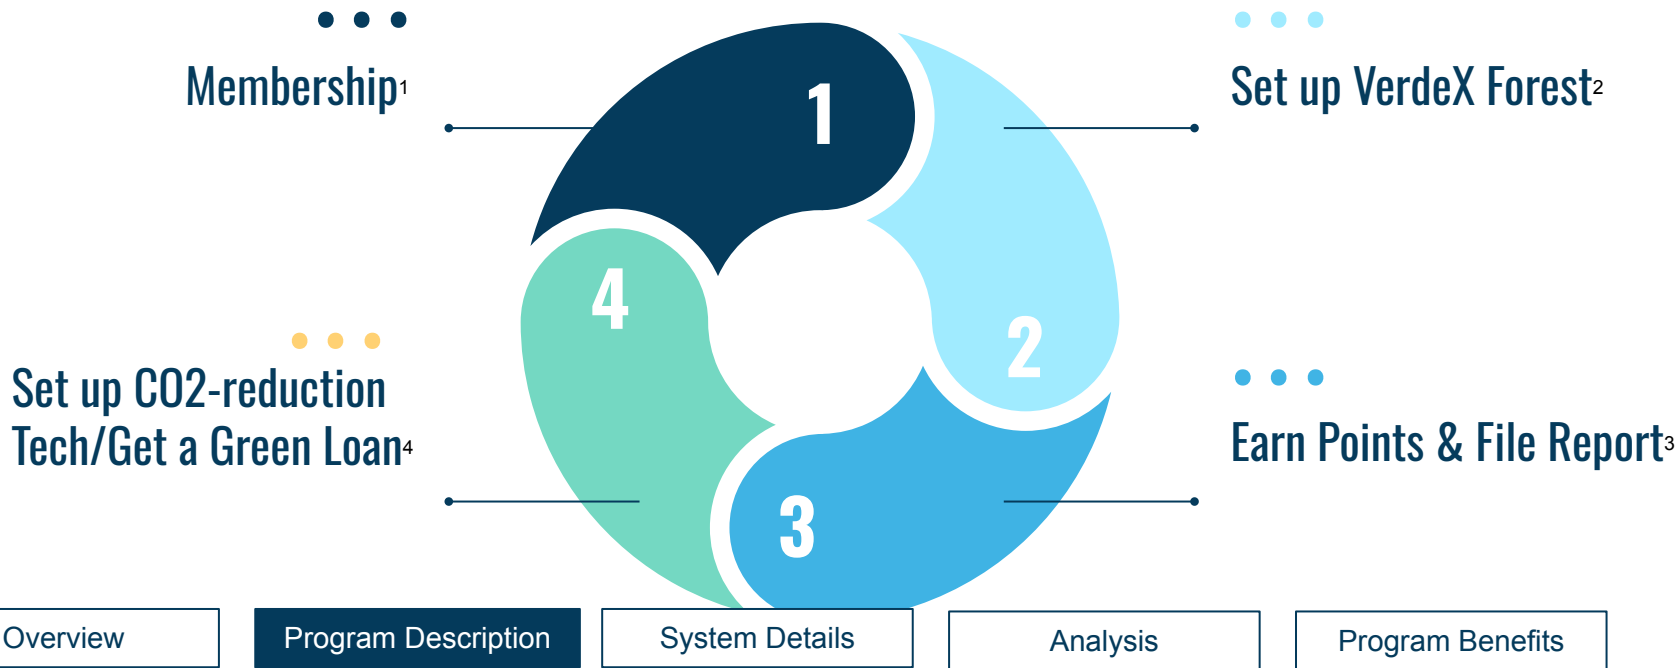 Membership1
Set up VerdeX Forest2
1
2
3
4
Set up CO2-reduction
Tech/Get a Green Loan4
Earn Points & File Report3
Overview
Program Description
System Details
Analysis
Program Benefits